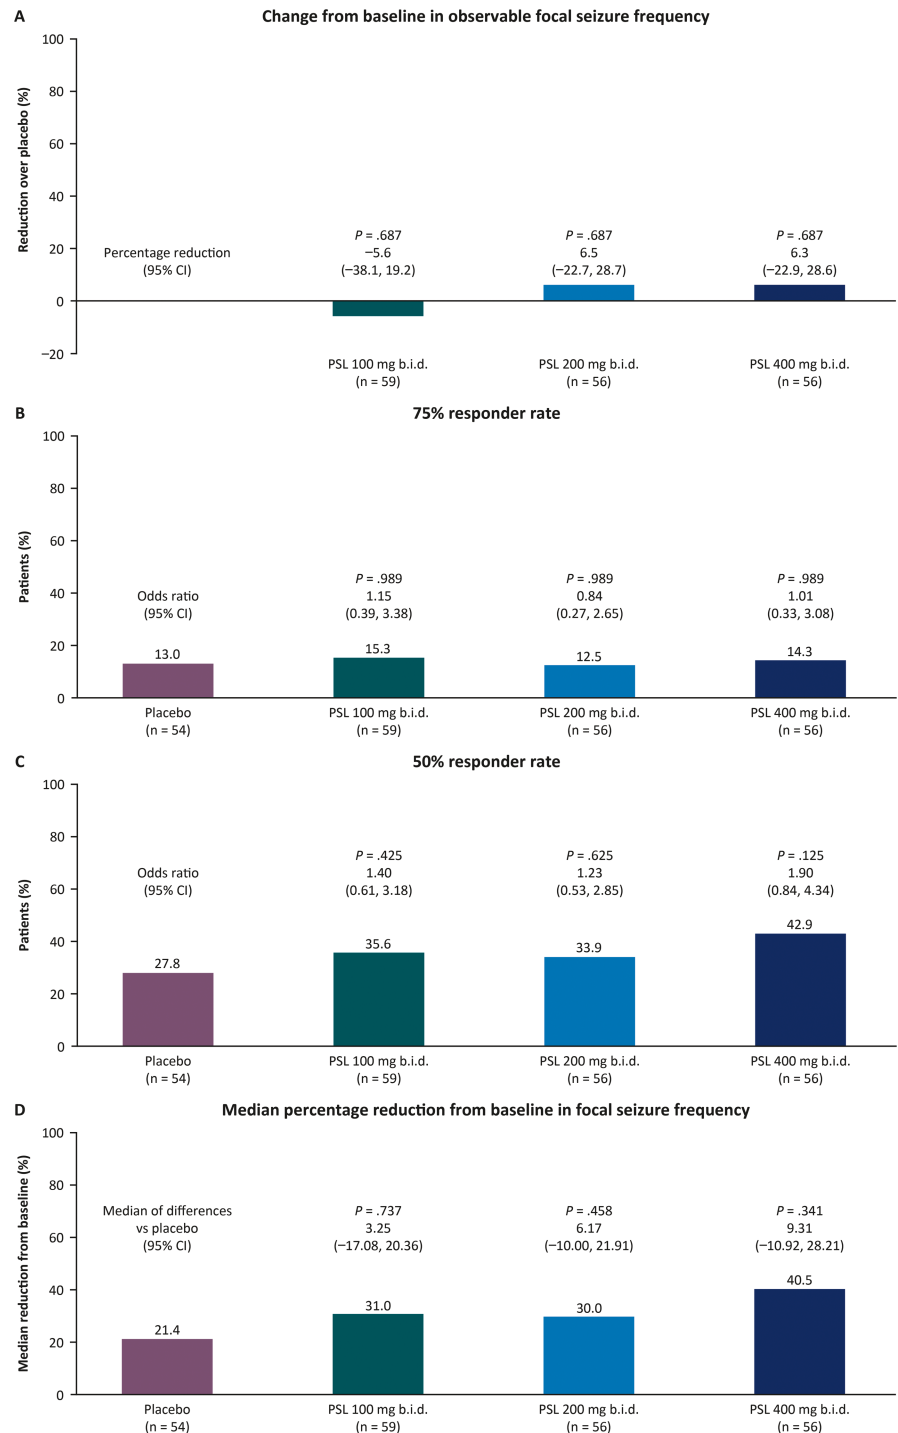 A
Change from baseline in observable focal seizure frequency
Reduction over placebo (%)
100
80
60
40
20
0
−20
Percentage reduction
(95% CI)
P = .687
−5.6
(−38.1, 19.2)
P = .687
6.5
(−22.7, 28.7)
P = .687
6.3
(−22.9, 28.6)
PSL 100 mg b.i.d.
(n = 59)
PSL 200 mg b.i.d.
(n = 56)
PSL 400 mg b.i.d.
(n = 56)
B
75% responder rate
Patients (%)
100
80
60
40
20
0
Odds ratio
(95% CI)
P = .989
1.15
(0.39, 3.38)
P = .989
0.84
(0.27, 2.65)
P = .989
1.01
(0.33, 3.08)
13.0
15.3
12.5
14.3
Placebo
(n = 54)
PSL 100 mg b.i.d.
(n = 59)
PSL 200 mg b.i.d.
(n = 56)
PSL 400 mg b.i.d.
(n = 56)
C
50% responder rate
Patients (%)
100
80
60
40
20
0
Odds ratio
(95% CI)
P = .425
1.40
(0.61, 3.18)
P = .625
1.23
(0.53, 2.85)
P = .125
1.90
(0.84, 4.34)
27.8
35.6
33.9
42.9
Placebo
(n = 54)
PSL 100 mg b.i.d.
(n = 59)
PSL 200 mg b.i.d.
(n = 56)
PSL 400 mg b.i.d.
(n = 56)
D
Median percentage reduction from baseline in focal seizure frequency
Median reduction from baseline (%)
100
80
60
40
20
0
Median of differences
vs placebo
(95% CI)
P = .737
3.25
(−17.08, 20.36)
P = .458
6.17
(−10.00, 21.91)
P = .341
9.31
(−10.92, 28.21)
21.4
31.0
30.0
40.5
Placebo
(n = 54)
PSL 100 mg b.i.d.
(n = 59)
PSL 200 mg b.i.d.
(n = 56)
PSL 400 mg b.i.d.
(n = 56)